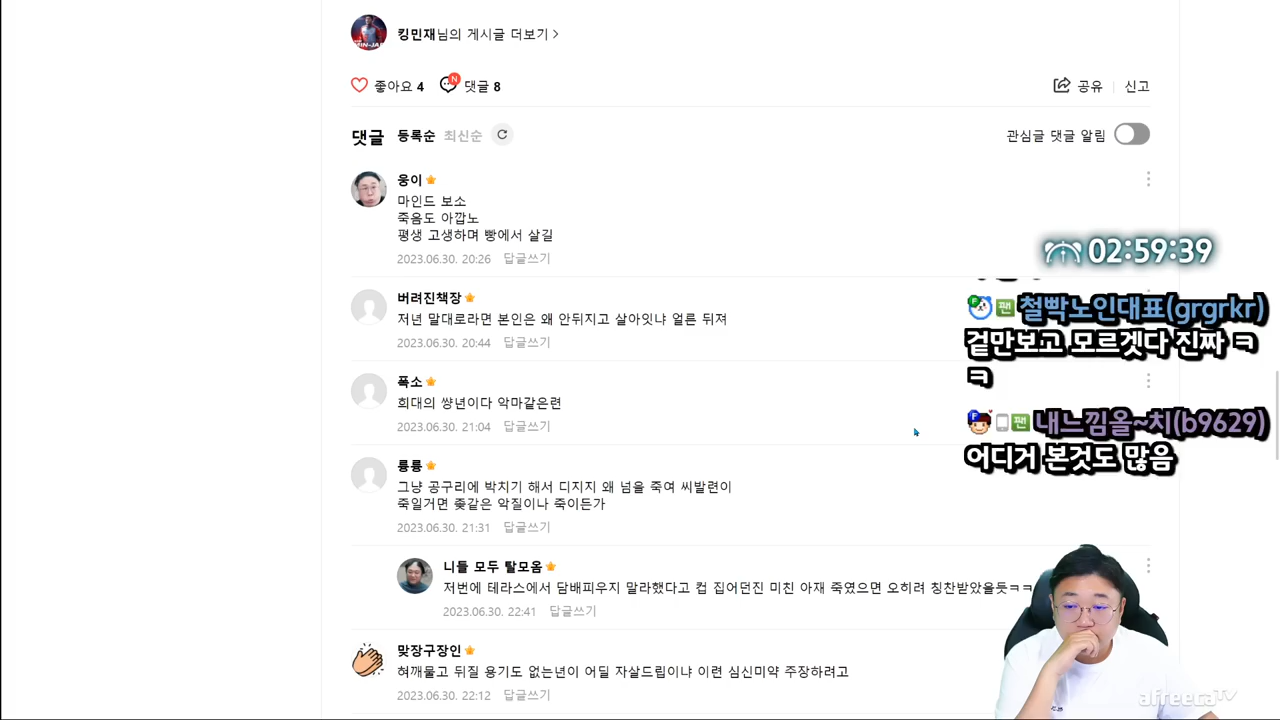 킹민재님의 게시글 더보기 >
좋아요 4 N 댓글 8
공유 신고
댓글 등록순 최신순
관심글 댓글 알림
웅이
마인드 보소
죽음도 아깝노
평생 고생하며 빵에서 살길
2023.06.30. 20:26 답글쓰기
02:59:39
버려진책장
저년 말대로라면 본인은 왜 안뒤지고 살아잇냐 얼른 뒤져
2023.06.30. 20:44 답글쓰기
폭소
희대의 썅년이다 악마같은련
2023.06.30. 21:04 답글쓰기
륭륭
그냥 공구리에 박치기 해서 디지지 왜 넘을 죽여 씨발련이
죽일거면 좆같은 악질이나 죽이든가
2023.06.30. 21:31 답글쓰기
니들 모두 탈모옴
저번에 테라스에서 담배피우지 말라했다고 컵 집어던진 미친 아재 죽였으면 오히려 칭찬받았을듯ㅋㅋ
2023.06.30. 22:41 답글쓰기
맞장구장인
혀깨물고 뒤질 용기도 없는년이 어딜 자살드립이냐 이련 심신미약 주장하려고
2023.06.30. 22:12 답글쓰기
F 팬 철빡노인대표(grgrkr)
겉만보고 모르겟다 진짜 ㅋ
ㅋ
F 팬 내느낌올~치(b9629)
어디거 본것도 많음
afreecaTV